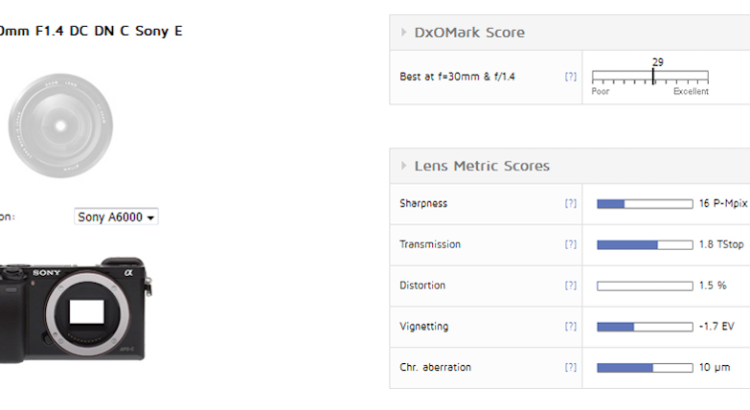 0mm F1.4 DC DN C Sony E
on: Sony A6000
SONY α
DxOMark Score
Best at f=30mm & f/1.4 [?] 29
Poor Excellent
Lens Metric Scores
Sharpness [?] 16 P-Mpix
Transmission [?] 1.8 TStop
Distortion [?] 1.5 %
Vignetting [?] -1.7 EV
Chr. aberration [?] 10 µm